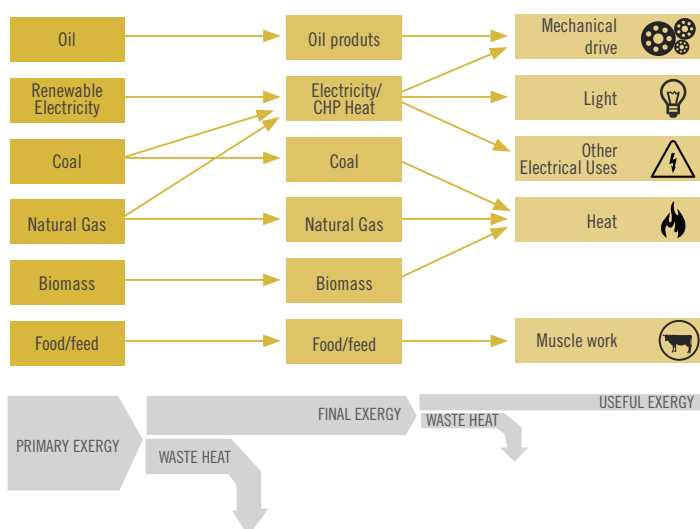 Oil
Oil produts
Mechanical
drive
Renewable
Electricity
Electricity/
CHP Heat
Light
Coal
Coal
Other
Electrical Uses
Natural Gas
Natural Gas
Heat
Biomass
Biomass
Food/feed
Food/feed
Muscle work
PRIMARY EXERGY
FINAL EXERGY
USEFUL EXERGY
WASTE HEAT
WASTE HEAT